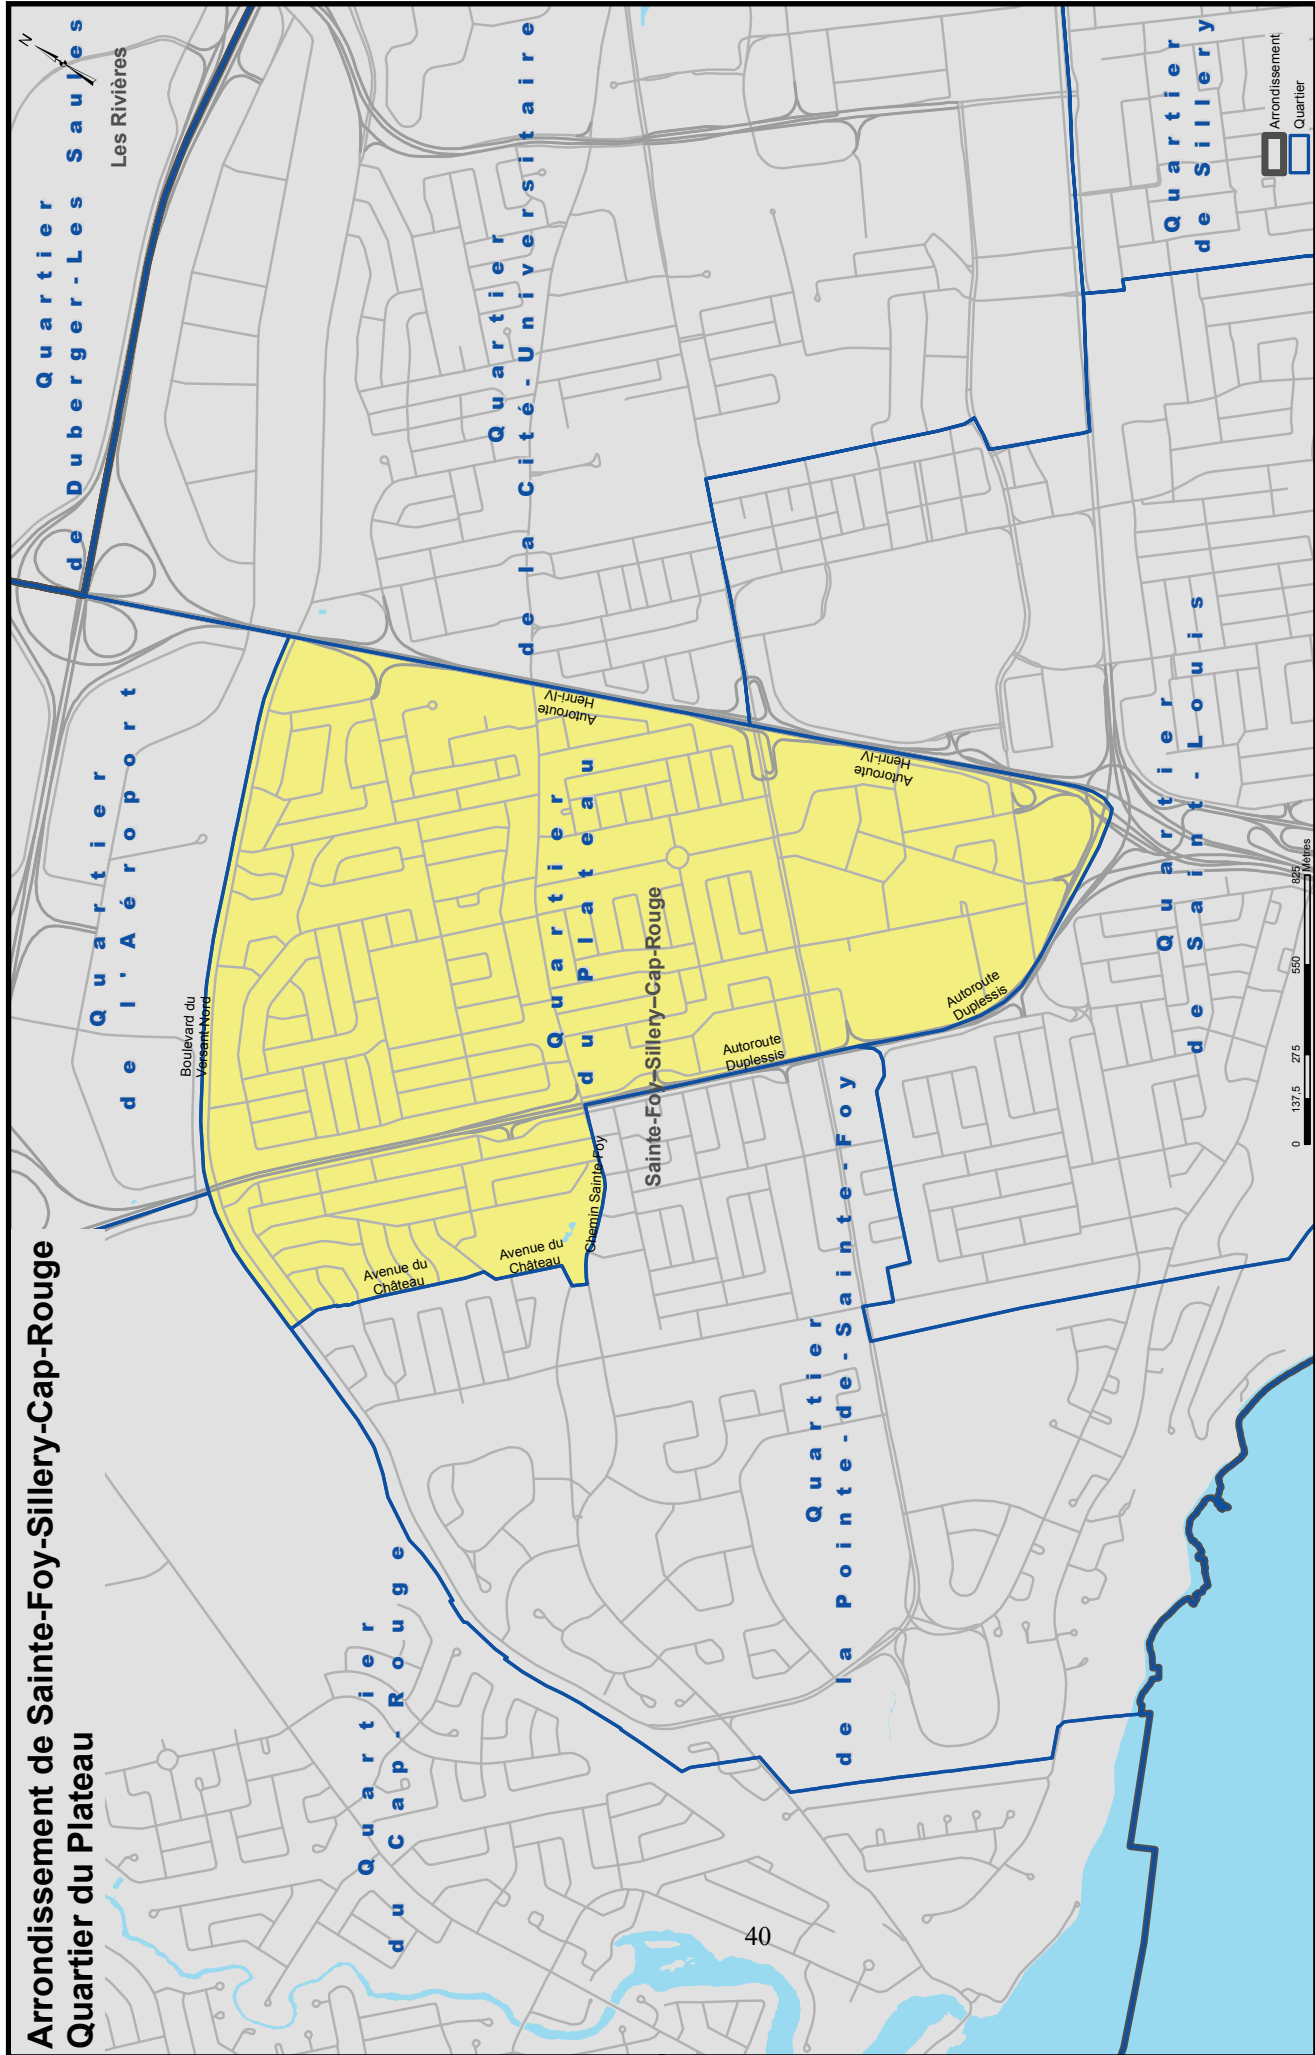 Arrondissement de Sainte-Foy-Sillery-Cap-Rouge
Quartier du Plateau
N
Les Rivières
Quartier
de Duberger-Les Saules
Quartier
de l'Aéroport
Boulevard du
Versant-Nord
Quartier
de la Cité-Universitaire
Quartier
du Cap-Rouge
Avenue du
Château
Avenue du
Château
Chemin Sainte-Foy
Quartier
du Plateau
Autoroute
Henri-IV
Sainte-Foy–Sillery–Cap-Rouge
Autoroute
Duplessis
Autoroute
Henri-IV
Autoroute
Duplessis
Quartier
de la Pointe-de-Sainte-Foy
Quartier
de Saint-Louis
Quartier
de Sillery
Arrondissement
Quartier
0 137.5 275 550 825
Mètres
40